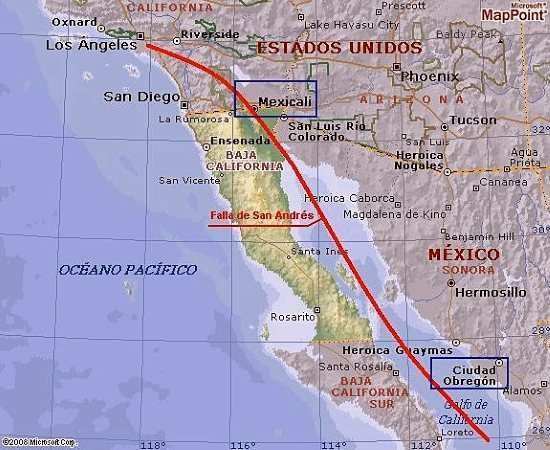 CALIFORNIA
Prescott
Microsoft®
MapPoint®
Oxnard
Lake Havasu City
Baldy Peak
Los Angeles
Riverside
ESTADOS UNIDOS
Phoenix
San Diego
Mexicali
ARIZONA
La Rumorosa
San Luis Río
Colorado
Tucson
Ensenada
San Luis
BAJA
CALIFORNIA
Heroica
Nogales
Agua
Prieta
San Vicente
Cananea
Heroica Caborca
Magdalena de Kino
Falla de San Andrés
Benjamin Hill
Santa Ines
MÉXICO
SONORA
OCÉANO PACÍFICO
Hermosillo
Rosarito
Heroica Guaymas
Santa Rosalía
Ciudad
Obregón
BAJA
CALIFORNIA
SUR
Alamos
Golfo de
California
Loreto
©2008 Microsoft Corp.
118°
116°
114°
112°
110°